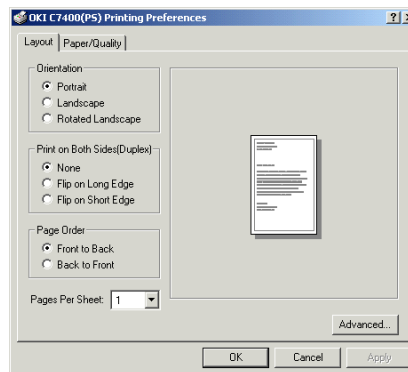 OKI C7400(PS) Printing Preferences
Layout
Paper/Quality
Orientation
Portrait
Landscape
Rotated Landscape
Print on Both Sides(Duplex)
None
Flip on Long Edge
Flip on Short Edge
Page Order
Front to Back
Back to Front
Pages Per Sheet: 1
Advanced...
OK
Cancel
Apply